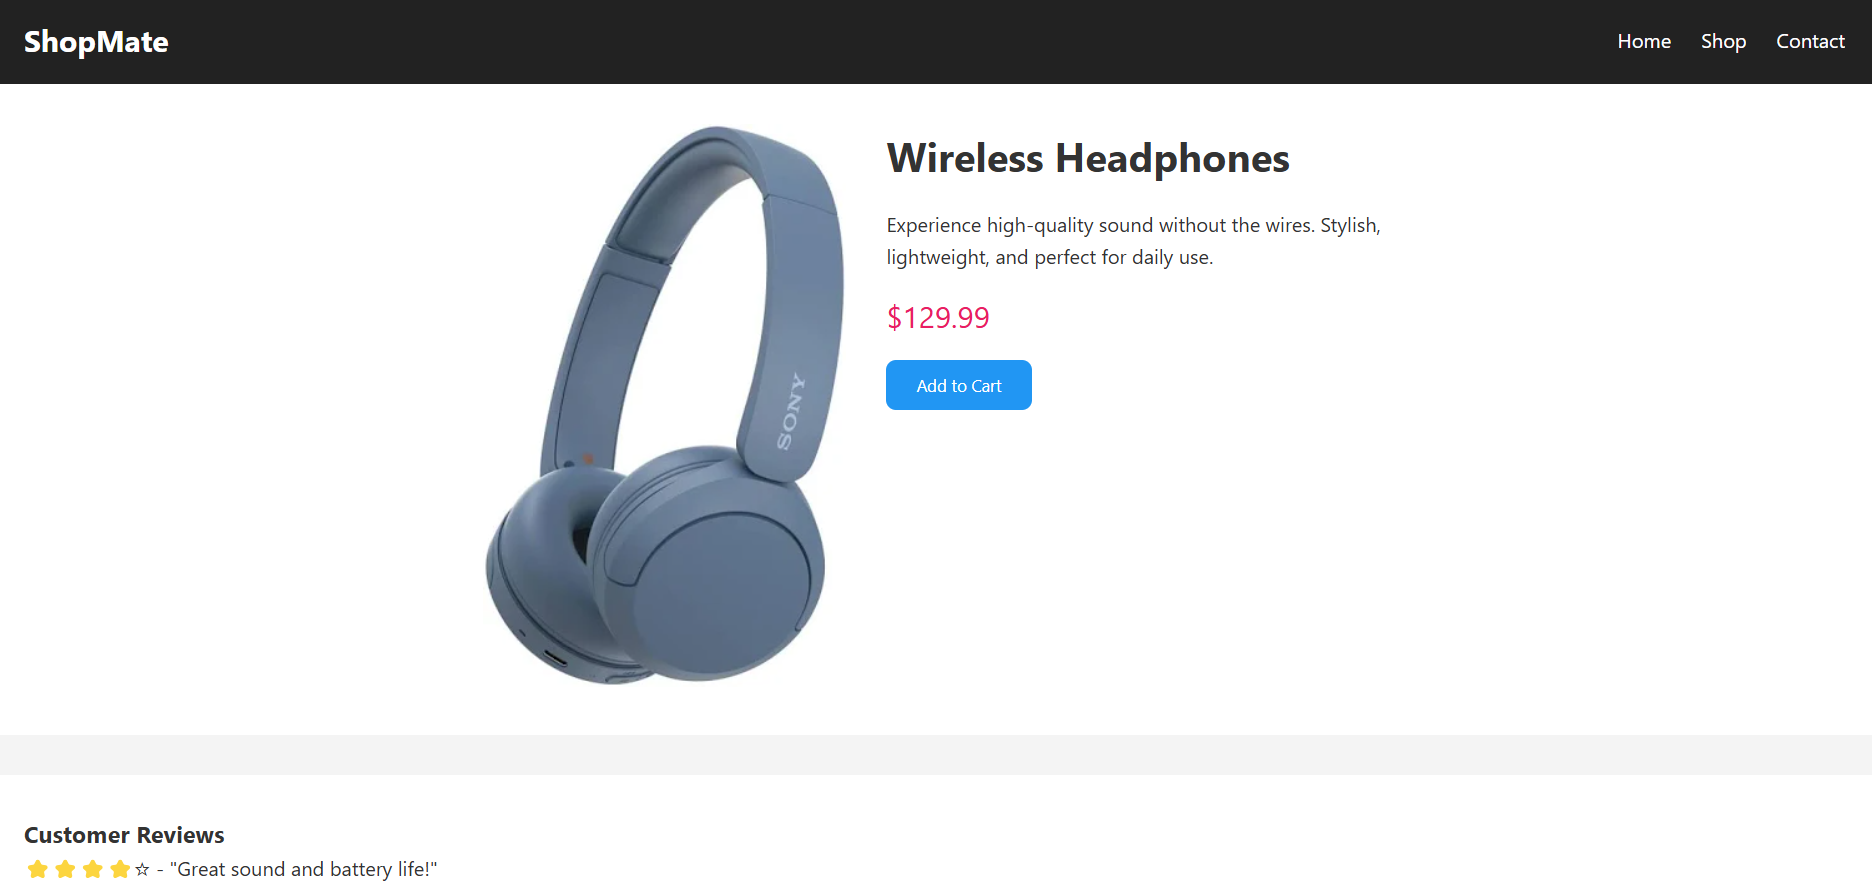 ShopMate
Home Shop Contact
Wireless Headphones
Experience high-quality sound without the wires. Stylish,
lightweight, and perfect for daily use.
$129.99
Add to Cart
SONY
Customer Reviews
⭐⭐⭐⭐☆ - "Great sound and battery life!"